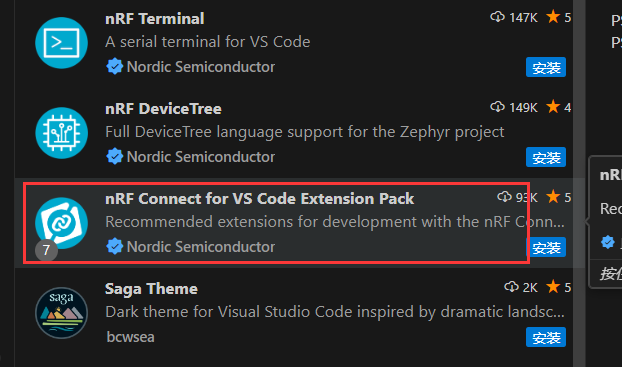 nRF Terminal 147K 5
A serial terminal for VS Code
Nordic Semiconductor 安装
nRF DeviceTree 149K 4
Full DeviceTree language support for the Zephyr project
Nordic Semiconductor 安装
nRF Connect for VS Code Extension Pack 93K 5
Recommended extensions for development with the nRF Conn...
7 Nordic Semiconductor 安装
saga
Saga Theme 2K 5
Dark theme for Visual Studio Code inspired by dramatic landsc...
bcwsea 安装
PS
PS
nRF
Rec